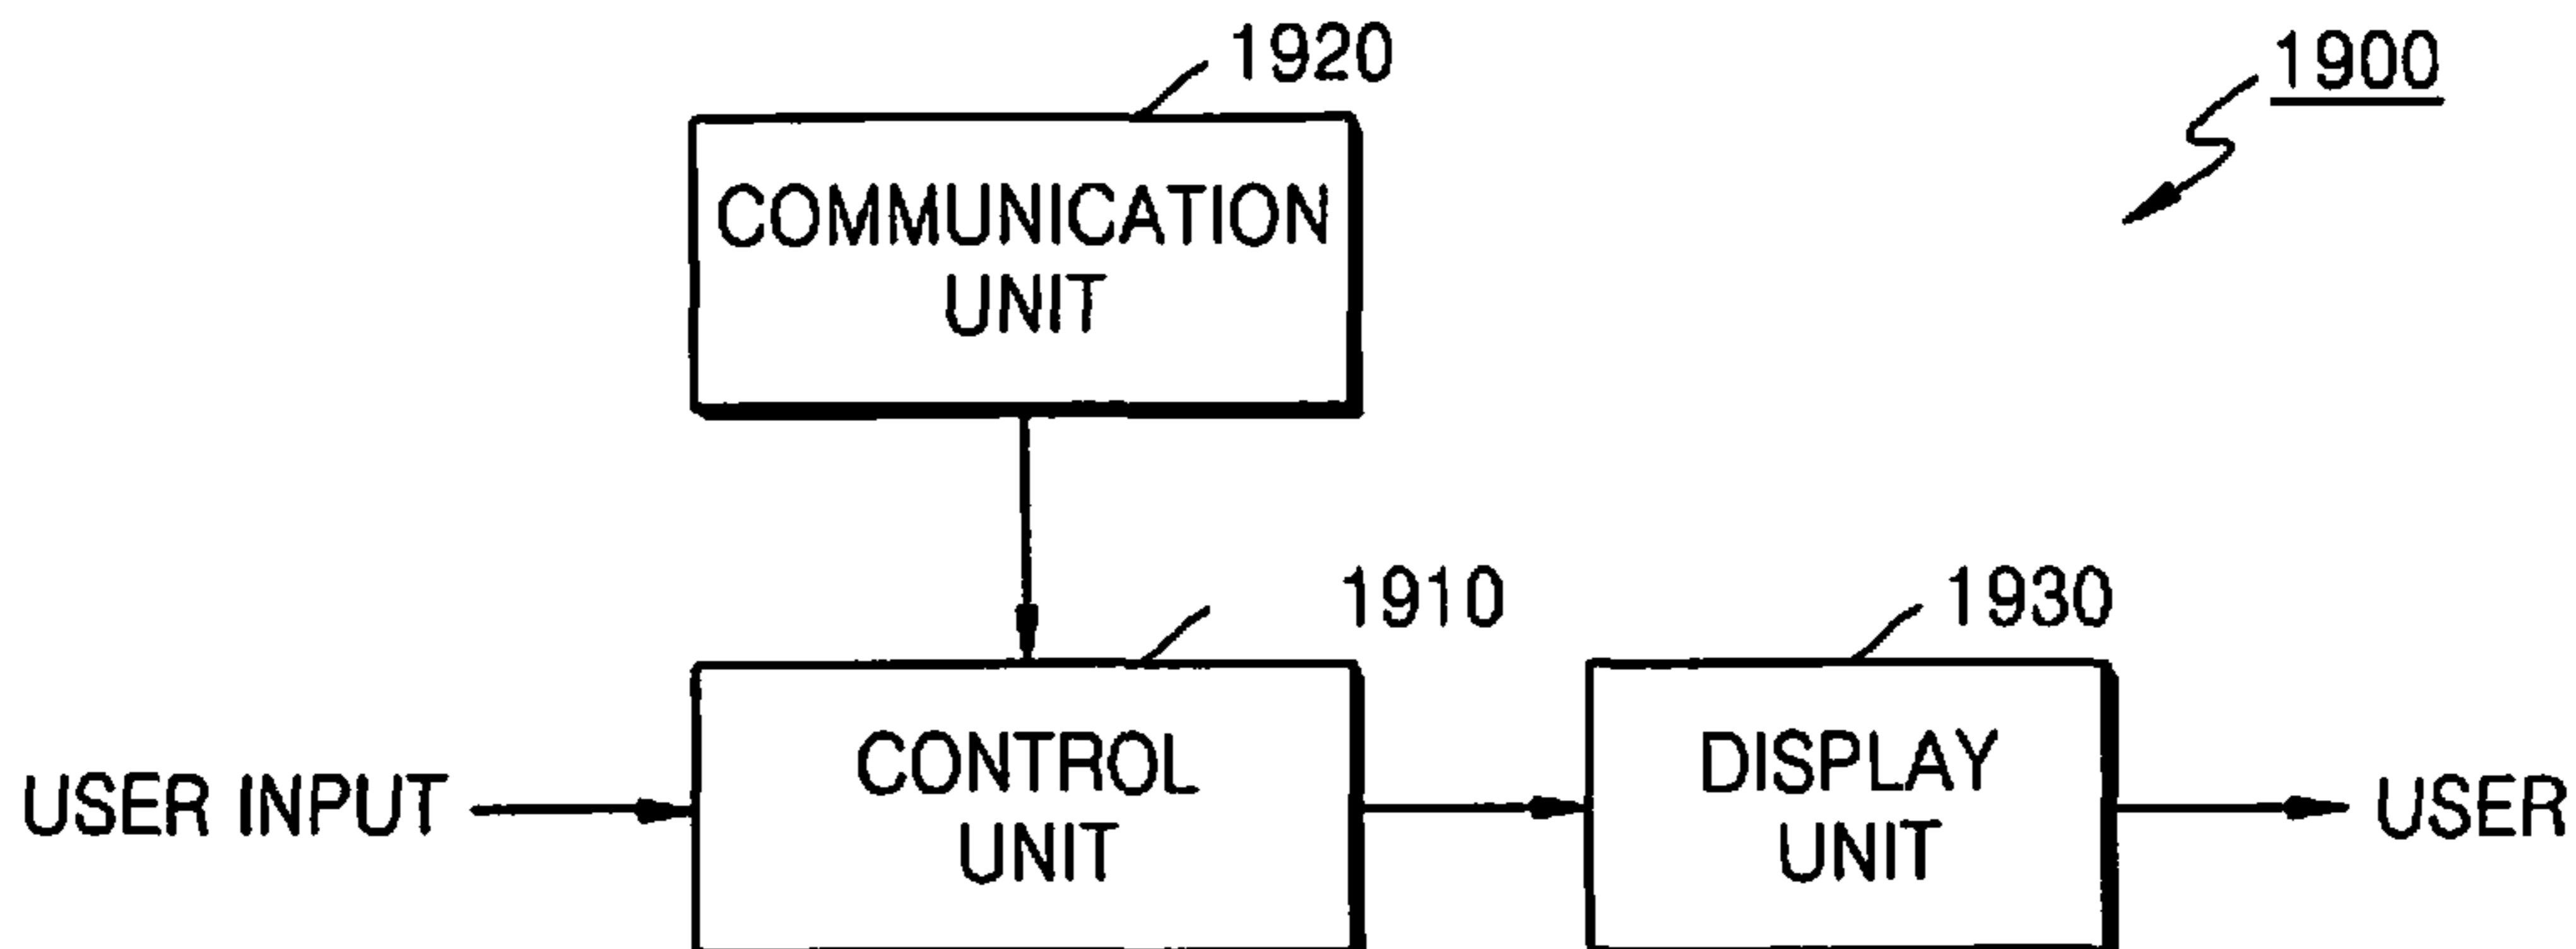 1920
1900
COMMUNICATION
UNIT
1910
1930
USER INPUT
CONTROL
UNIT
DISPLAY
UNIT
USER